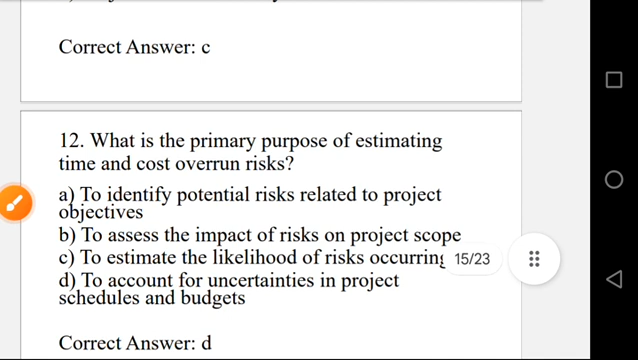 Correct Answer: c
12. What is the primary purpose of estimating
time and cost overrun risks?
a) To identify potential risks related to project
objectives
b) To assess the impact of risks on project scope
c) To estimate the likelihood of risks occurring
15/23
d) To account for uncertainties in project
schedules and budgets
Correct Answer: d